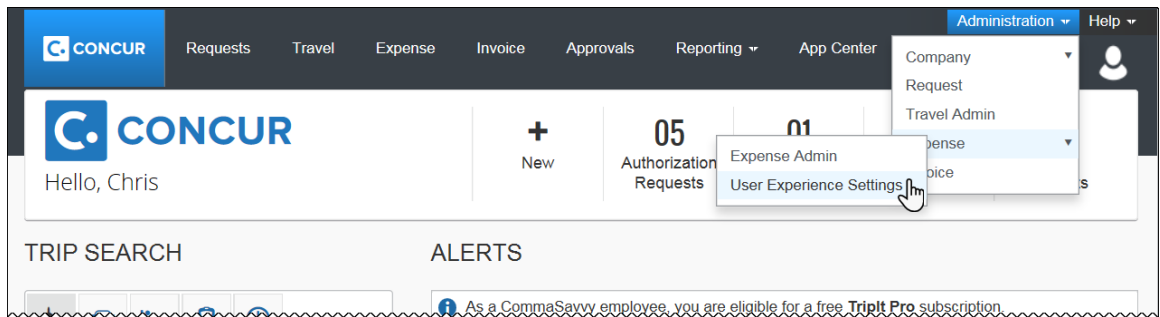 Administration Help
C. CONCUR Requests Travel Expense Invoice Approvals Reporting App Center
Company
Request
Travel Admin
Expense Admin
User Experience Settings
C. CONCUR
Hello, Chris
+
New
05
Authorization
Requests
01
TRIP SEARCH
ALERTS
As a CommaSavvy employee, you are eligible for a free TripIt Pro subscription.